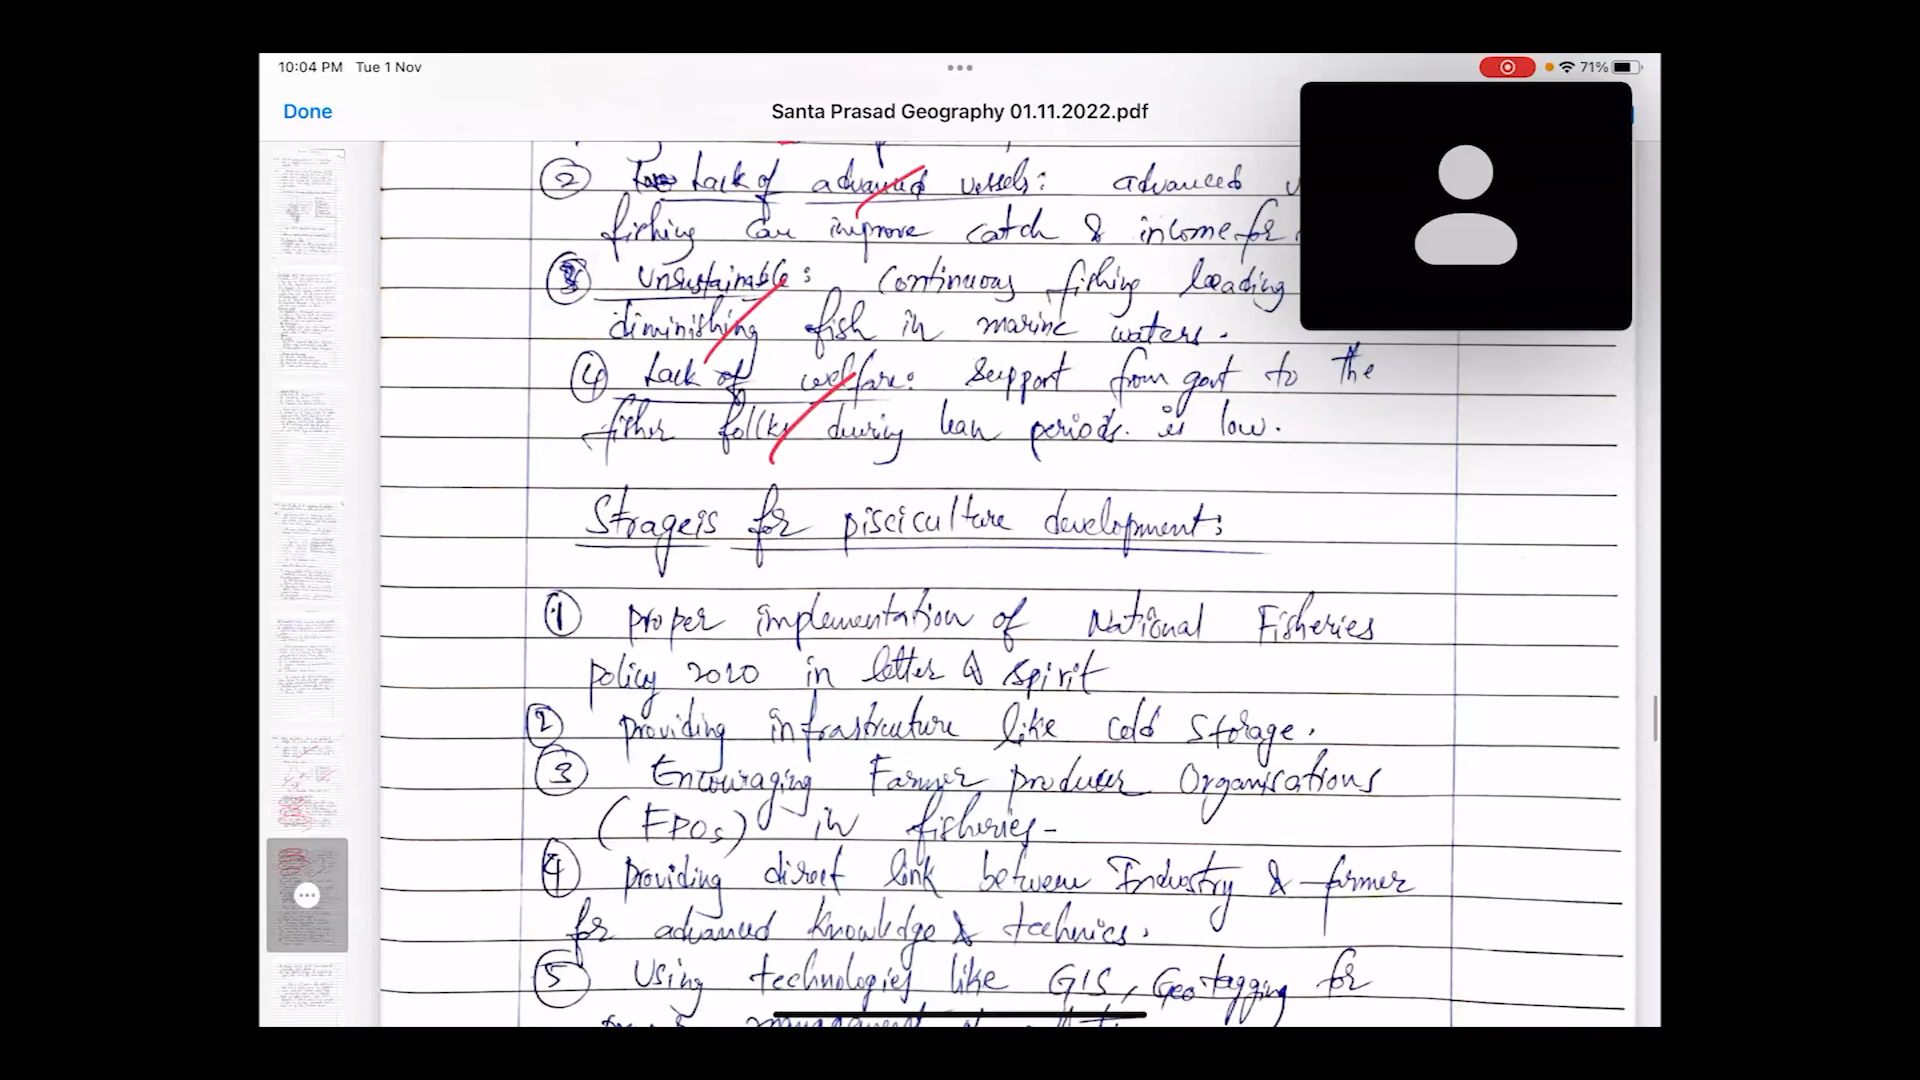 10:04 PM Tue 1 Nov
71%
Done
Santa Prasad Geography 01.11.2022.pdf
② Lack of advanced vessels: advanced
fishing can improve catch & income for
③ Unsustainable: Continuous fishing leading
diminishing fish in marine waters.
④ Lack of welfare: Support from govt to the
fisher folks during lean periods. is low.
Strageis for pisciculture development:
① proper implementation of National Fisheries
policy 2020 in letter & spirit
② providing infrastructure like cold storage.
③ Encouraging Farmer producer Organisations
(FPOs) in fisheries-
④ providing direct link between Industry & farmer
for advanced knowledge & technics.
⑤ Using technologies like GIS, Geotagging for